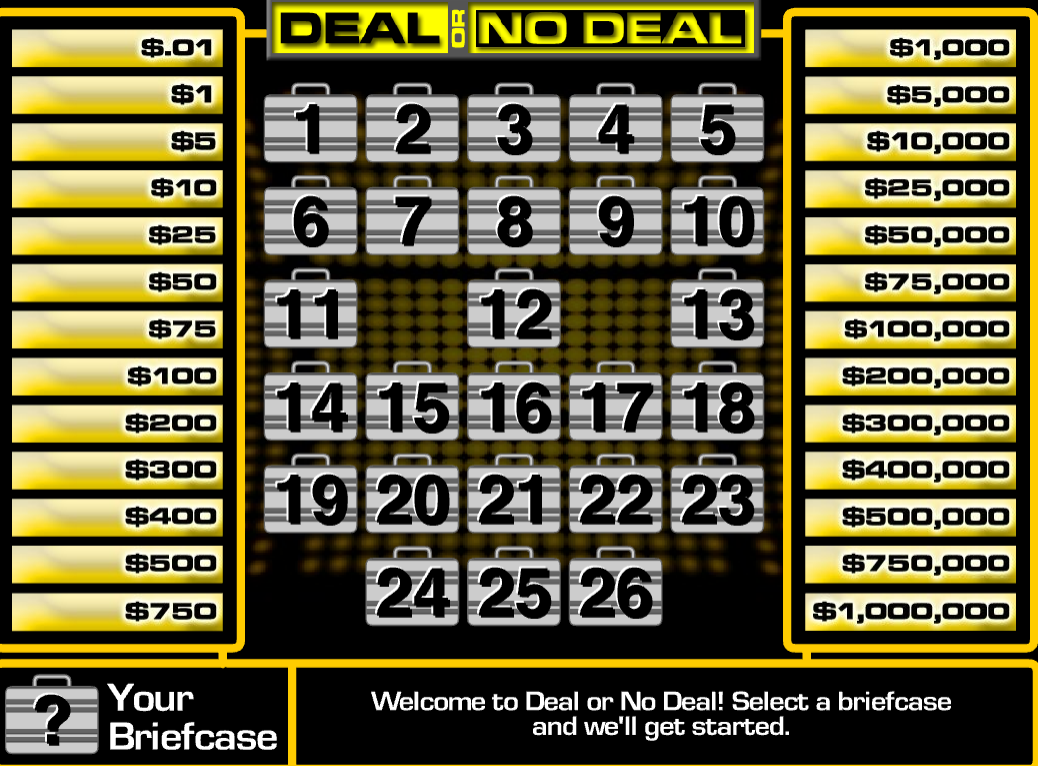 DEAL OR NO DEAL
$.01
$1
$5
$10
$25
$50
$75
$100
$200
$300
$400
$500
$750
1 2 3 4 5
6 7 8 9 10
11 12 13
14 15 16 17 18
19 20 21 22 23
24 25 26
$1,000
$5,000
$10,000
$25,000
$50,000
$75,000
$100,000
$200,000
$300,000
$400,000
$500,000
$750,000
$1,000,000
?
Your
Briefcase
Welcome to Deal or No Deal! Select a briefcase
and we'll get started.